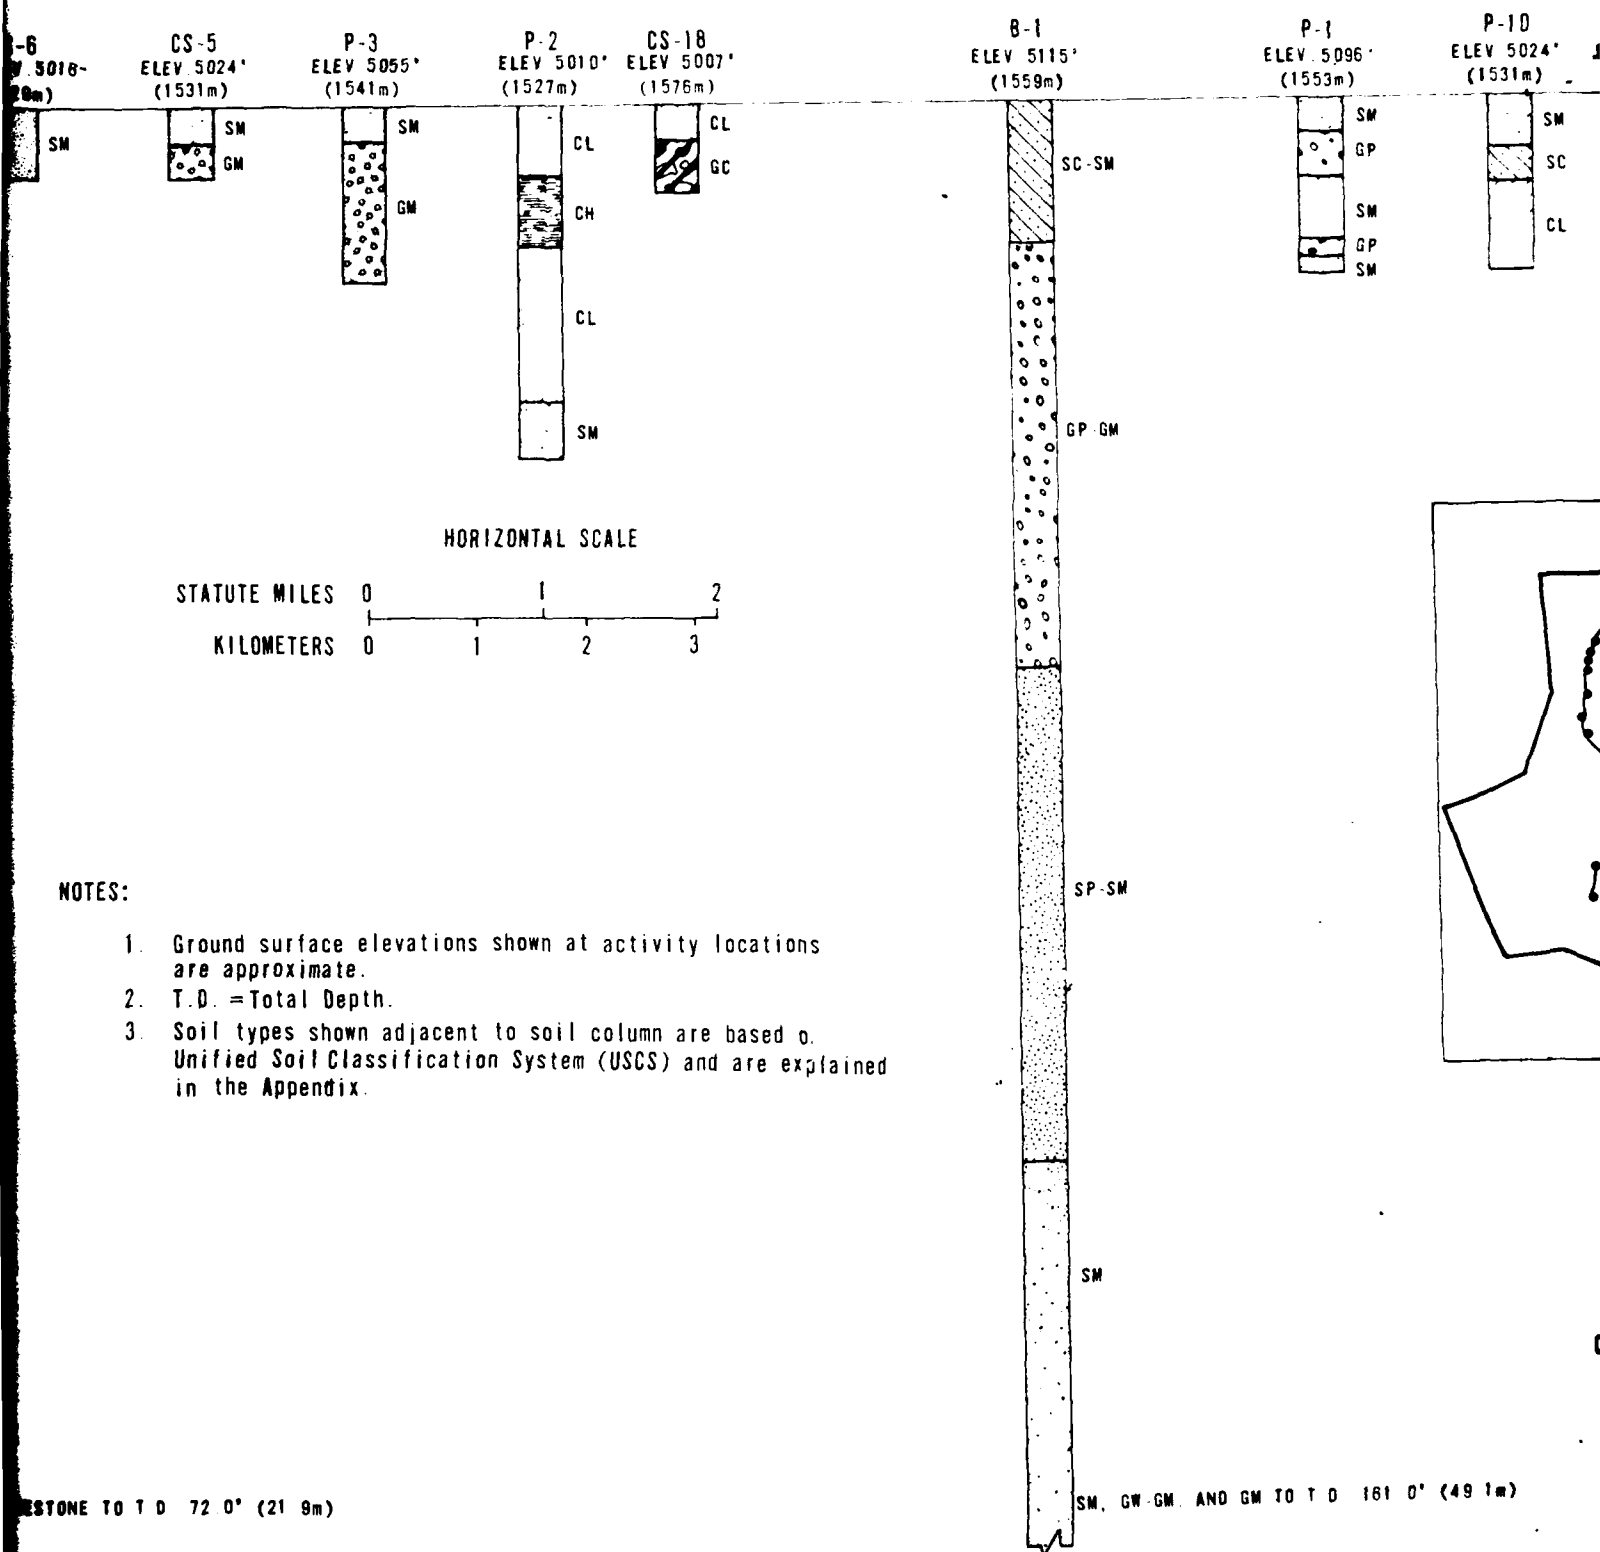 -6
5016-
CS-5
ELEV 5024'
(1531m)
P-3
ELEV 5055'
(1541m)
P-2
ELEV 5010'
(1527m)
CS-18
ELEV 5007'
(1576m)
B-1
ELEV 5115'
(1559m)
P-1
ELEV 5096'
(1553m)
P-10
ELEV 5024'
(1531m)
SM
SM
GM
SM
GM
CL
CH
CL
SM
CL
GC
SC-SM
GP-GM
SP-SM
SM
SM
GP
SM
GP
SM
SM
SC
CL
HORIZONTAL SCALE
STATUTE MILES 0 1 2
KILOMETERS 0 1 2 3
NOTES:
1. Ground surface elevations shown at activity locations
are approximate.
2. T.D. =Total Depth.
3. Soil types shown adjacent to soil column are based o.
Unified Soil Classification System (USCS) and are explained
in the Appendix.
ESTONE TO T D 72 0' (21 9m)
SM, GW-GM. AND GM TO T D 161 0' (49 1m)